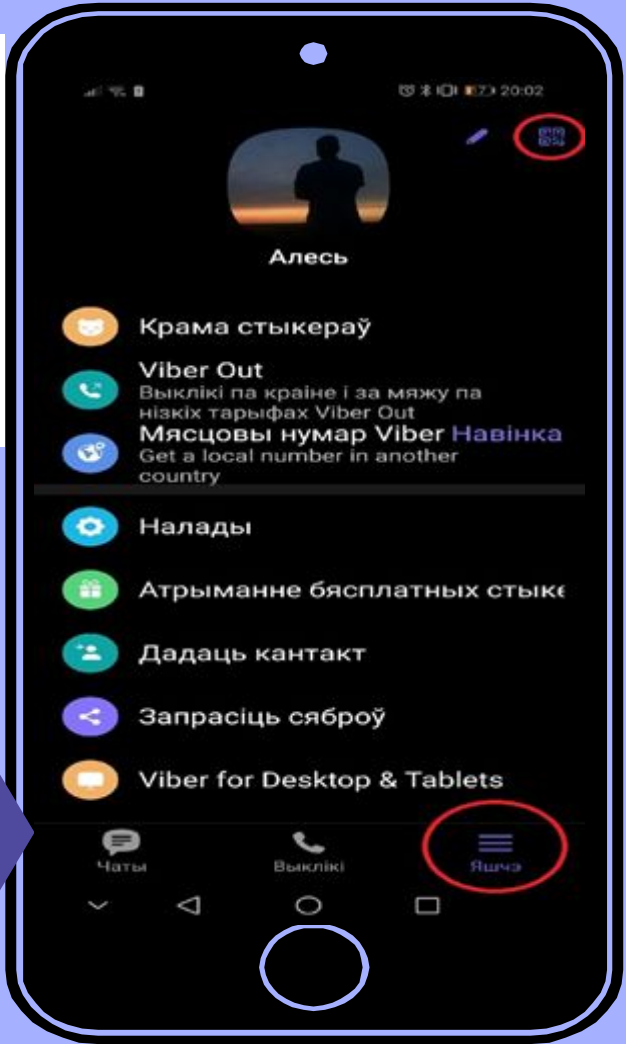 20:02
Алесь
Крама стыкераў
Viber Out
Выклікі па краіне і за мяжу па
нізкіх тарыфах Viber Out
Мясцовы нумар Viber Навінка
Get a local number in another
country
Налады
Атрыманне бясплатных стыке
Дадаць кантакт
Запрасіць сяброў
Viber for Desktop & Tablets
Чаты
Выклікі
Яшчэ